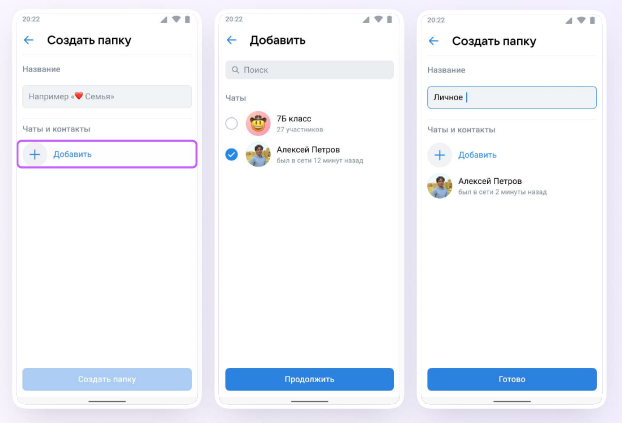 20:22
Создать папку
Название
Например «❤ Семья»
Чаты и контакты
Добавить
Создать папку
20:22
Добавить
Поиск
Чаты
7Б класс
27 участников
Алексей Петров
был в сети 12 минут назад
Продолжить
20:22
Создать папку
Название
Личное
Чаты и контакты
Добавить
Алексей Петров
был в сети 2 минуты назад
Готово